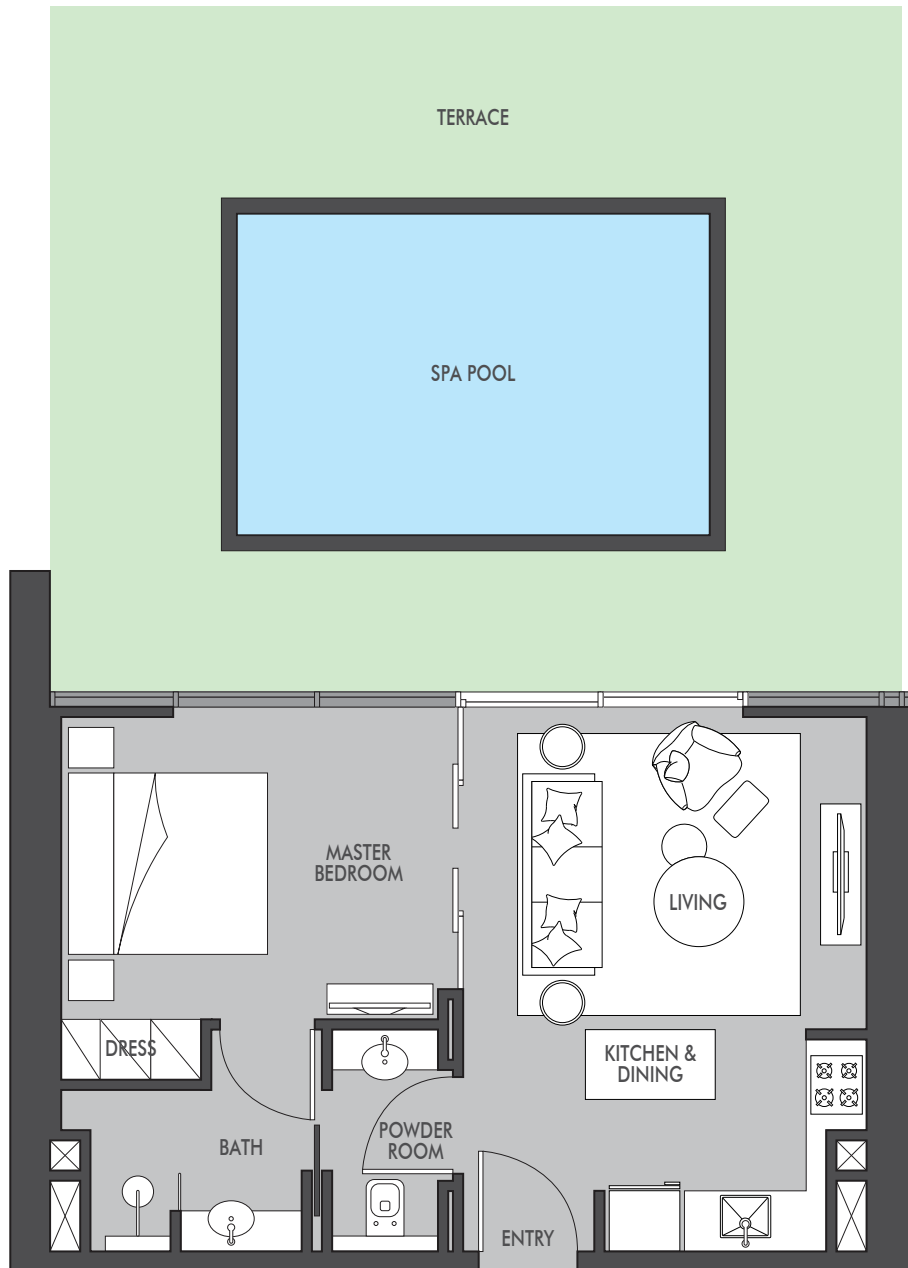 TERRACE
SPA POOL
MASTER
BEDROOM
LIVING
DRESS
KITCHEN &
DINING
POWDER
ROOM
BATH
ENTRY